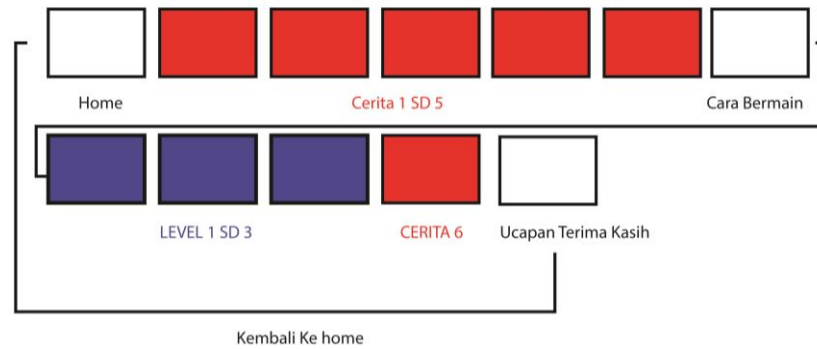 Home
Cerita 1 SD 5
Cara Bermain
LEVEL 1 SD 3
CERITA 6
Ucapan Terima Kasih
Kembali Ke home